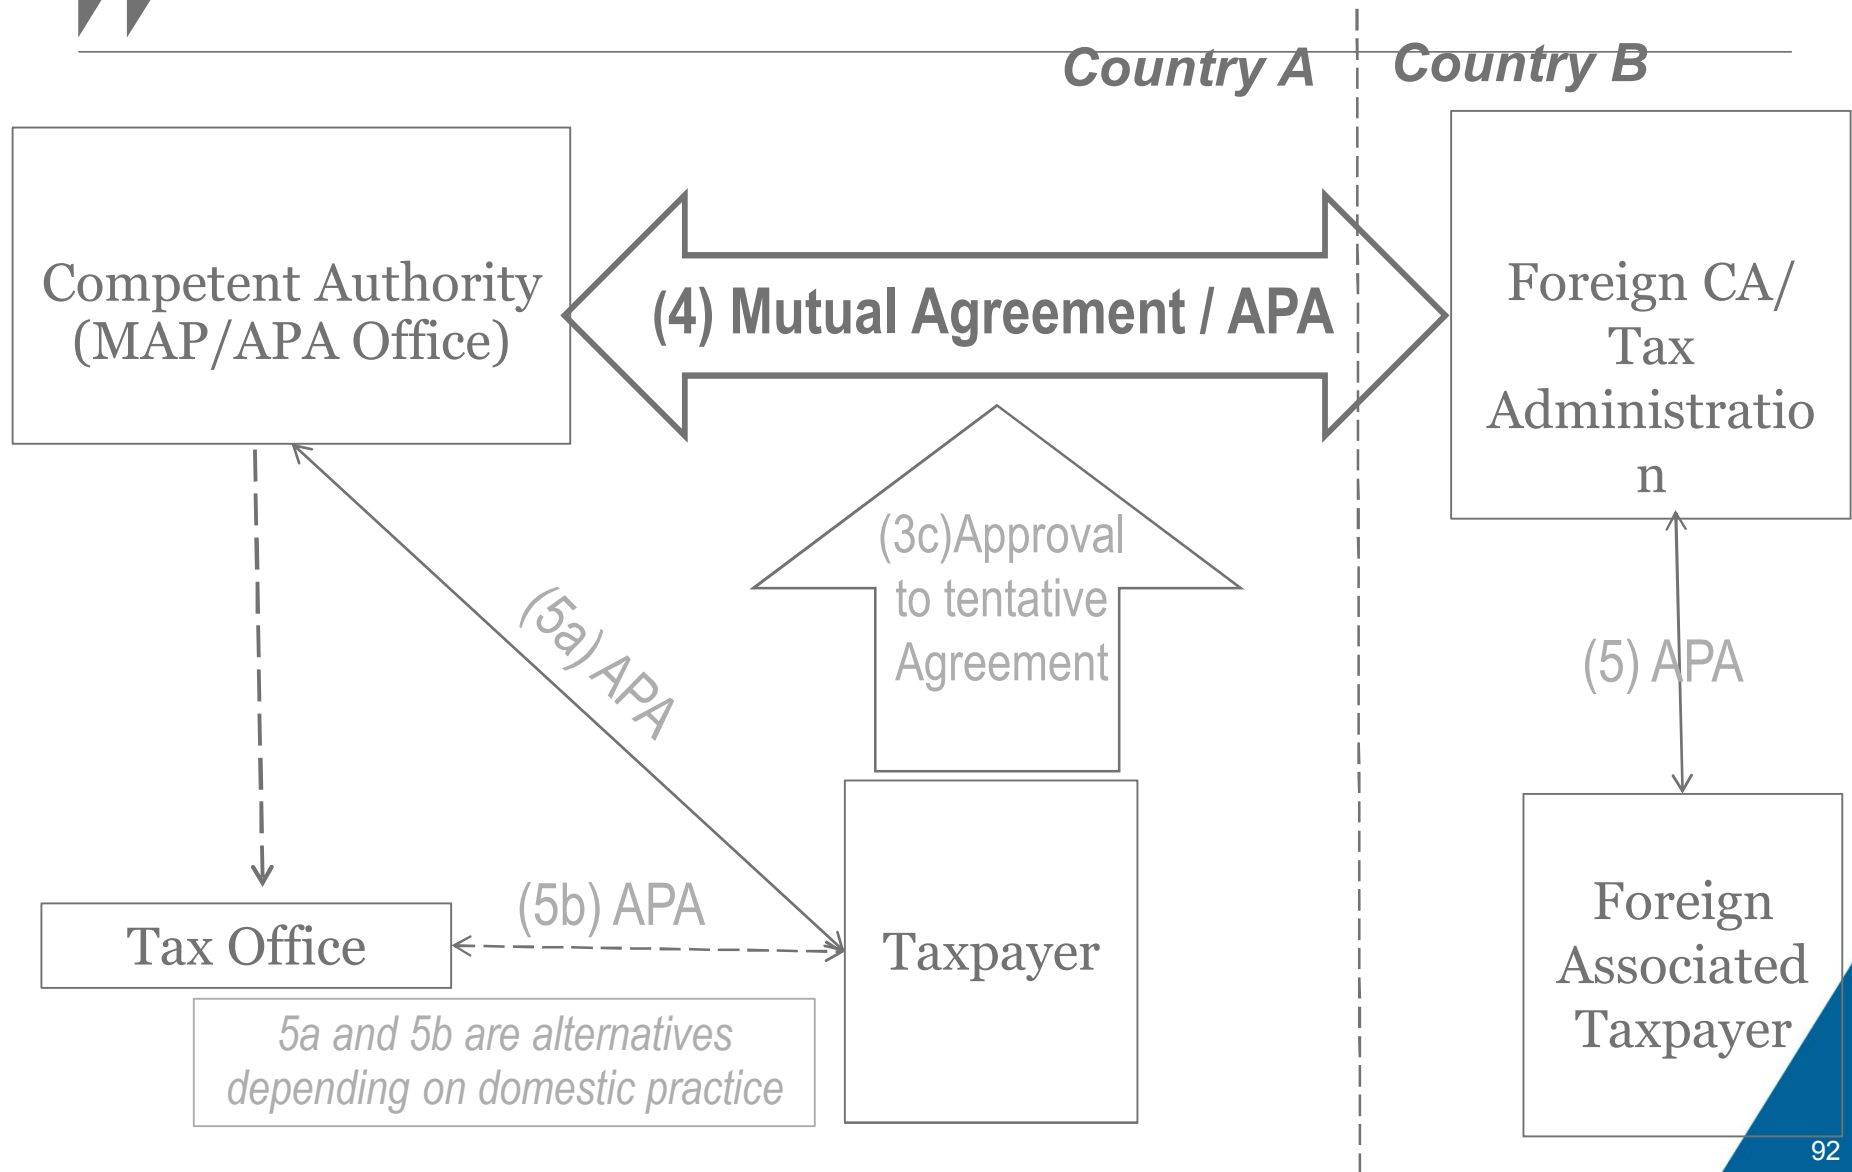 Country A
Country B
Competent Authority
(MAP/APA Office)
(4) Mutual Agreement / APA
Foreign CA/
Tax
Administratio
n
(3c)Approval
to tentative
Agreement
(5a) APA
(5) APA
(5b) APA
Tax Office
Taxpayer
Foreign
Associated
Taxpayer
5a and 5b are alternatives
depending on domestic practice
92